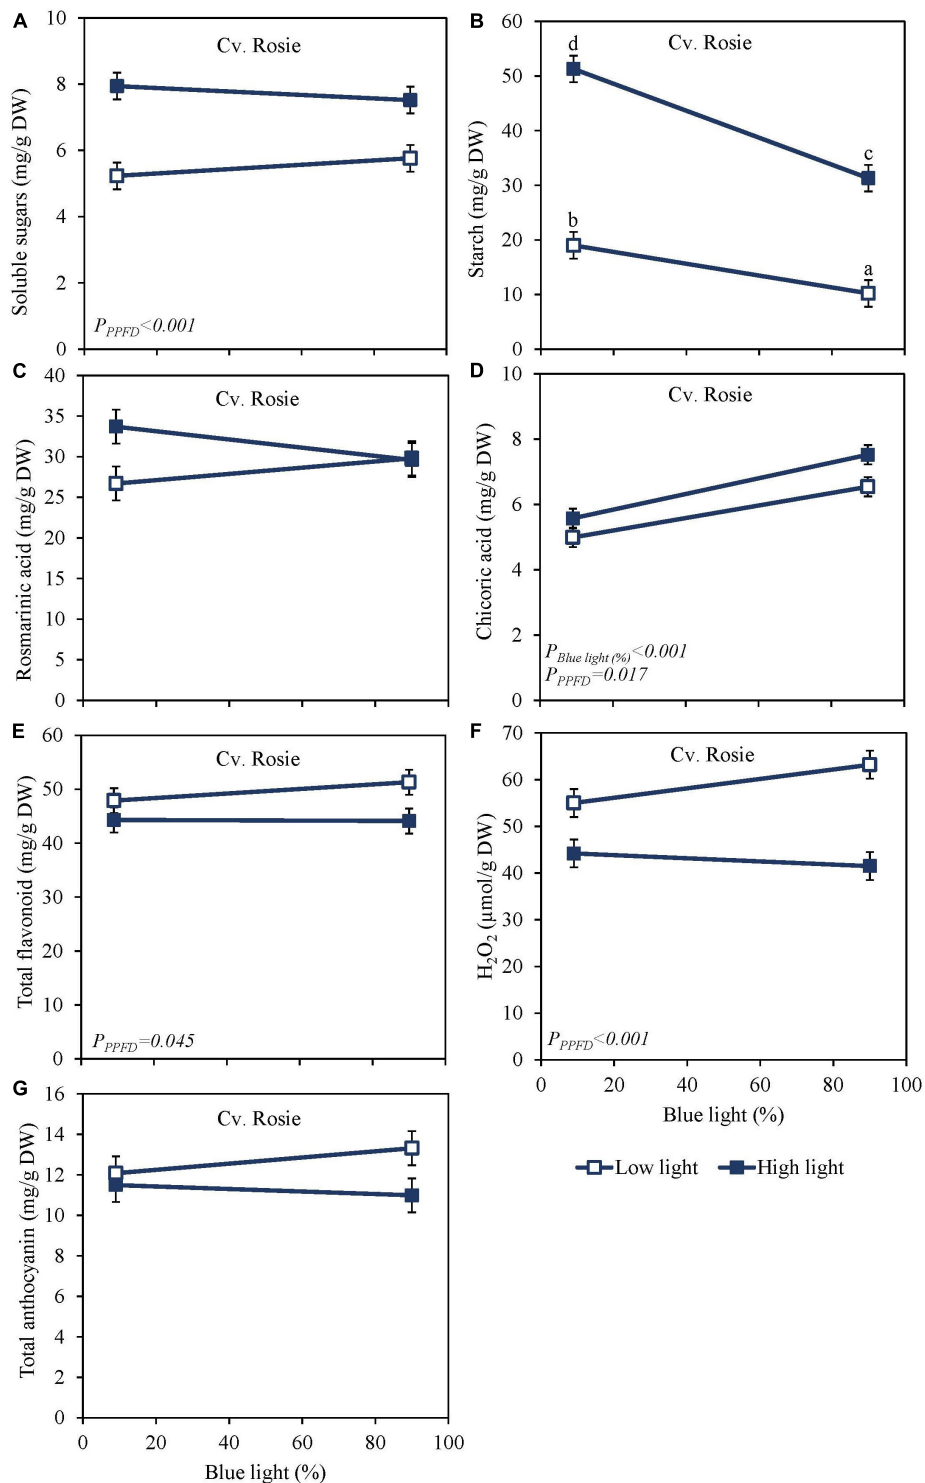 A
Cv. Rosie
Soluble sugars (mg/g DW)
10
8
6
4
2
0
P_PPFD<0.001
B
Cv. Rosie
Starch (mg/g DW)
60
50
40
30
20
10
0
d
c
b
a
C
Cv. Rosie
Rosmarinic acid (mg/g DW)
40
35
30
25
20
15
10
5
0
D
Cv. Rosie
Chicoric acid (mg/g DW)
10
8
6
4
2
0
P_Blue light (%)<0.001
P_PPFD=0.017
E
Cv. Rosie
Total flavonoid (mg/g DW)
60
50
40
30
20
10
0
P_PPFD=0.045
F
Cv. Rosie
H₂O₂ (μmol/g DW)
70
60
50
40
30
20
10
0
P_PPFD<0.001
0 20 40 60 80 100
Blue light (%)
G
Cv. Rosie
Total anthocyanin (mg/g DW)
16
14
12
10
8
6
4
2
0
0 20 40 60 80 100
Blue light (%)
Low light High light